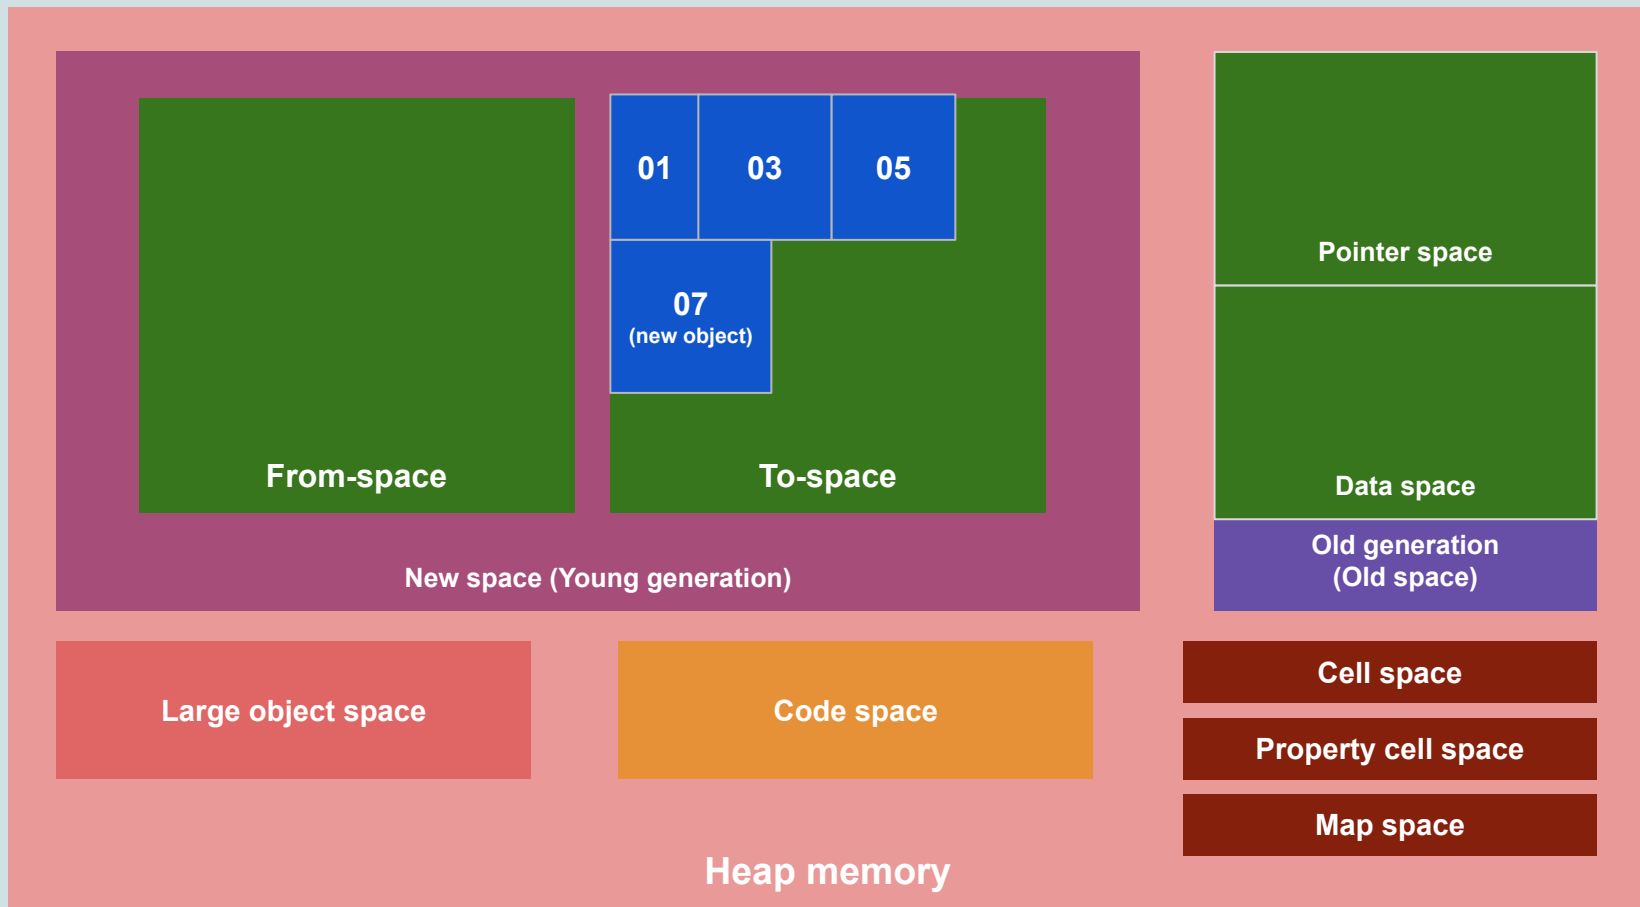 01
03
05
07
(new object)
From-space
To-space
New space (Young generation)
Pointer space
Data space
Old generation
(Old space)
Large object space
Code space
Cell space
Property cell space
Map space
Heap memory